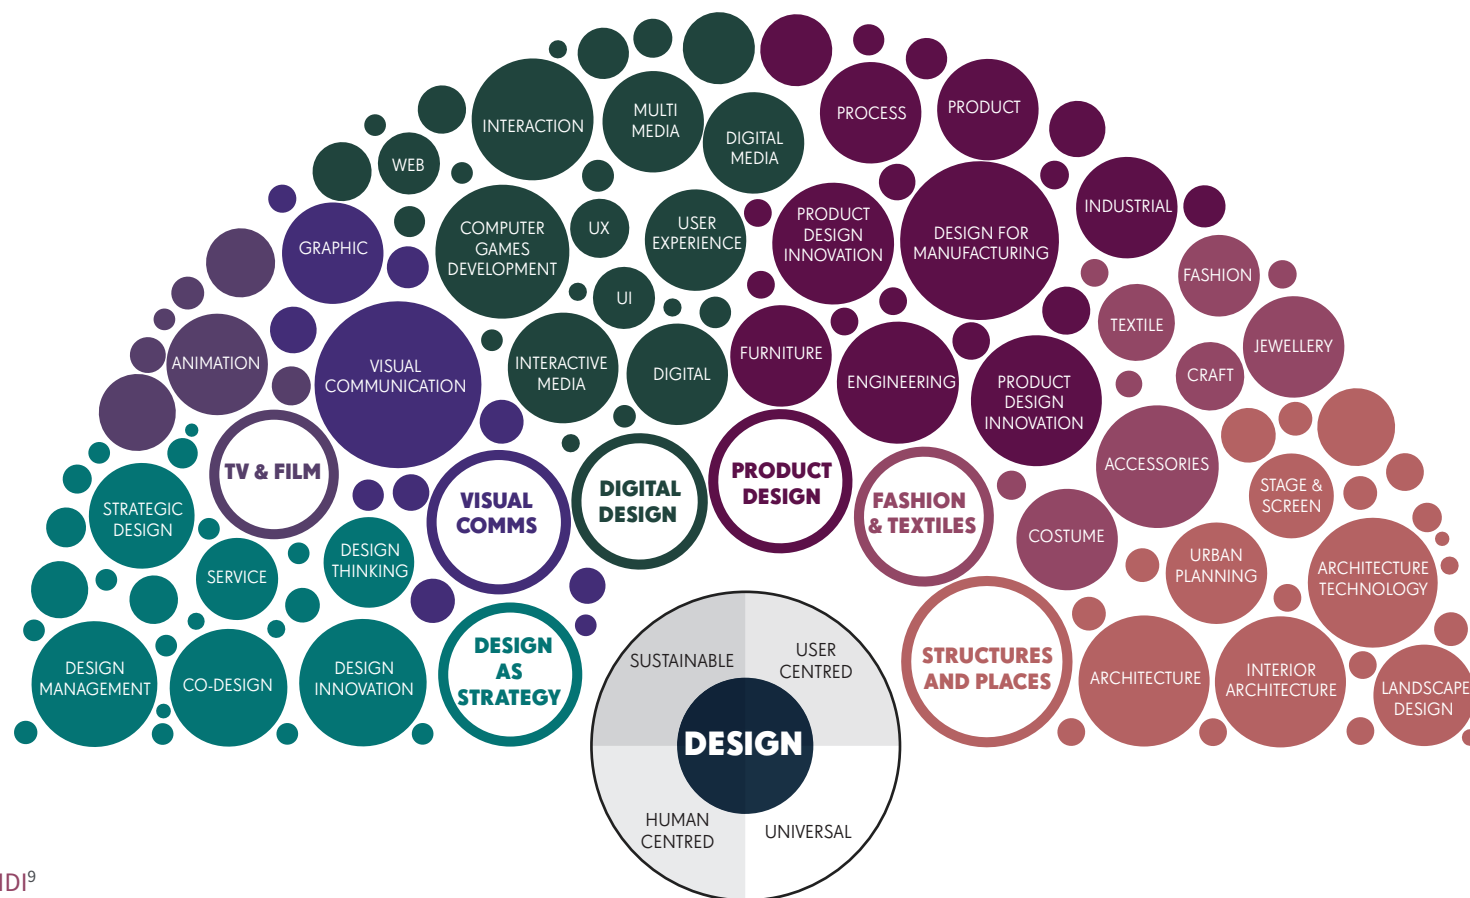 INTERACTION
MULTI
MEDIA
DIGITAL
MEDIA
PROCESS
PRODUCT
WEB
GRAPHIC
COMPUTER
GAMES
DEVELOPMENT
UX
USER
EXPERIENCE
PRODUCT
DESIGN
INNOVATION
DESIGN FOR
MANUFACTURING
INDUSTRIAL
FASHION
UI
TEXTILE
ANIMATION
VISUAL
COMMUNICATION
INTERACTIVE
MEDIA
DIGITAL
FURNITURE
ENGINEERING
PRODUCT
DESIGN
INNOVATION
CRAFT
JEWELLERY
TV & FILM
VISUAL
COMMS
DIGITAL
DESIGN
PRODUCT
DESIGN
FASHION
& TEXTILES
ACCESSORIES
STAGE &
SCREEN
STRATEGIC
DESIGN
SERVICE
DESIGN
THINKING
COSTUME
URBAN
PLANNING
ARCHITECTURE
TECHNOLOGY
DESIGN
MANAGEMENT
CO-DESIGN
DESIGN
INNOVATION
DESIGN
AS
STRATEGY
SUSTAINABLE
USER
CENTRED
STRUCTURES
AND PLACES
ARCHITECTURE
INTERIOR
ARCHITECTURE
LANDSCAPE
DESIGN
DESIGN
HUMAN
CENTRED
UNIVERSAL
IDI9